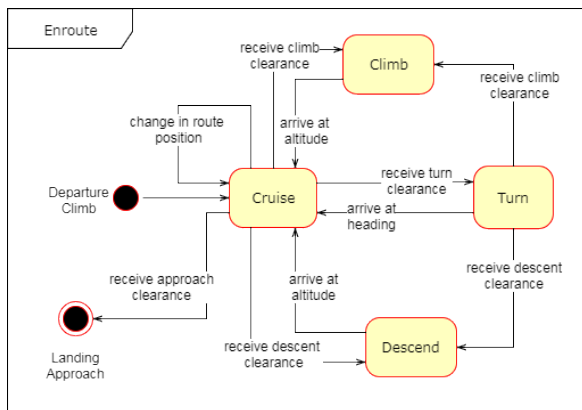 Enroute
receive climb
clearance
Climb
receive climb
clearance
change in route
position
arrive at
altitude
Departure
Climb
Cruise
receive turn
clearance
Turn
arrive at
heading
receive approach
clearance
arrive at
altitude
receive descent
clearance
Landing
Approach
receive descent
clearance
Descend